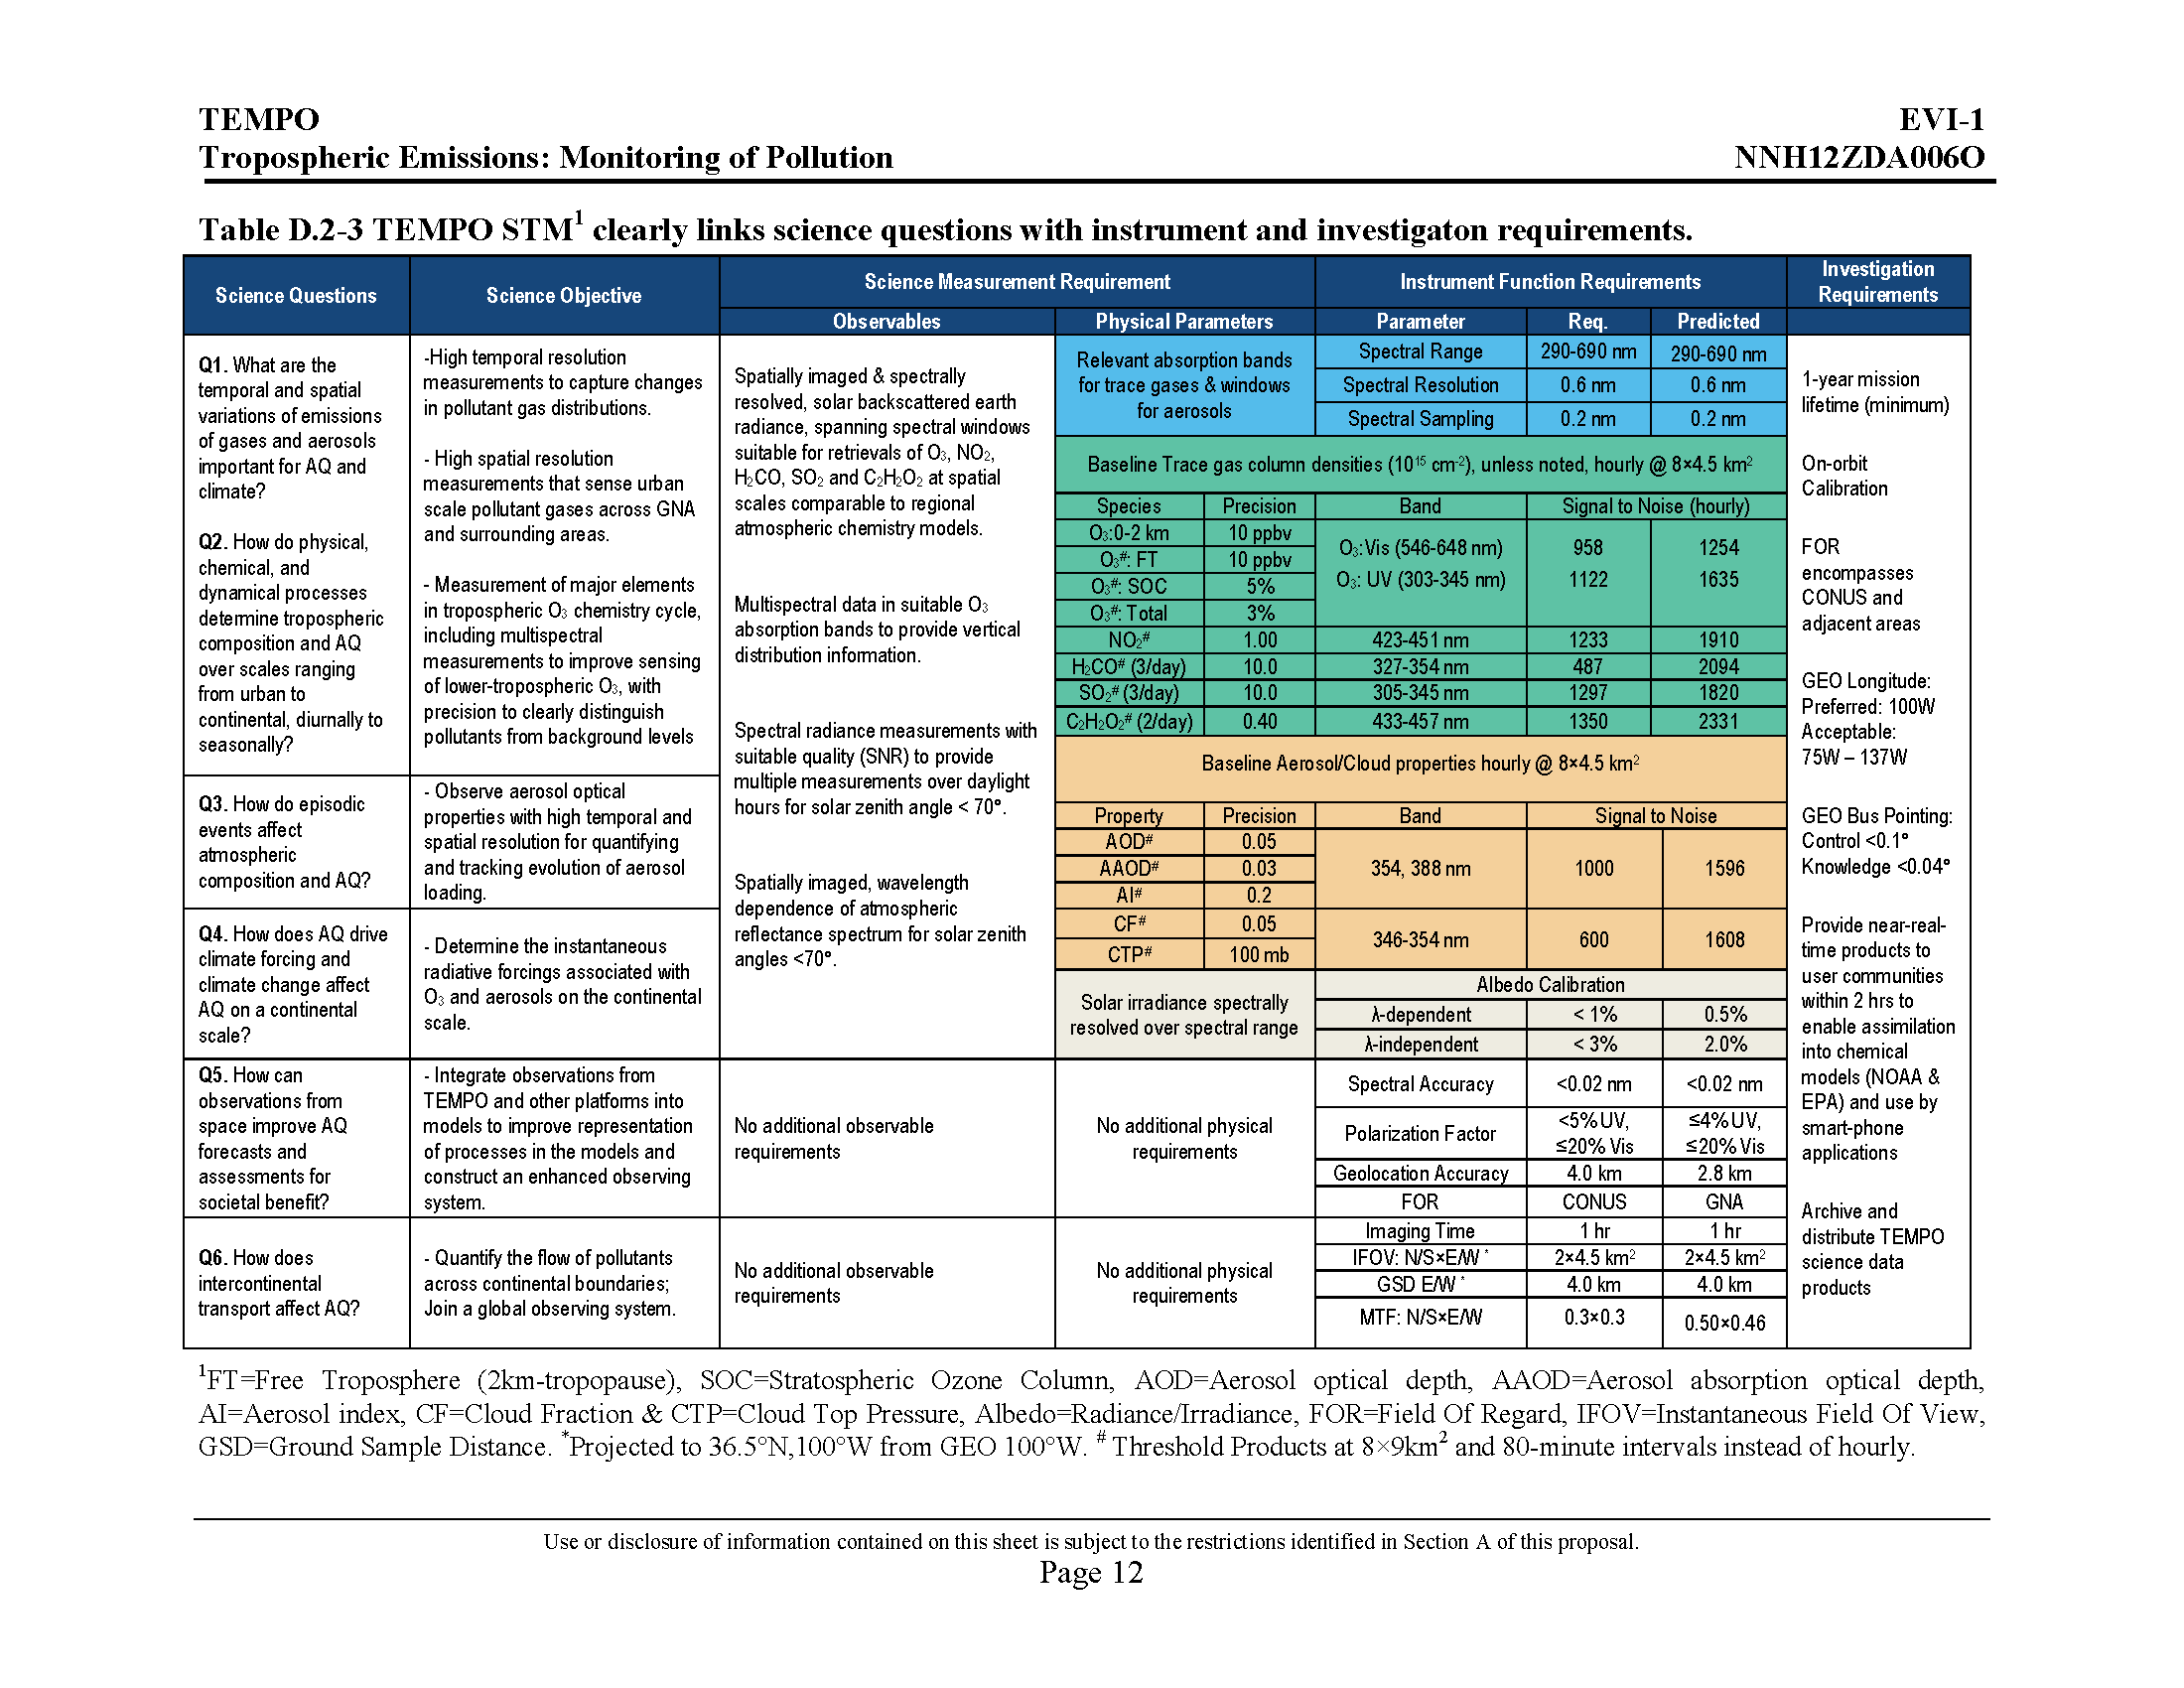 TEMPO
EVI-1
Tropospheric Emissions: Monitoring of Pollution
NNH12ZDA006O
Table D.2-3 TEMPO STM¹ clearly links science questions with instrument and investigaton requirements.
Science Questions
Science Objective
Science Measurement Requirement
Instrument Function Requirements
Investigation
Requirements
Observables
Physical Parameters
Parameter
Req.
Predicted
Q1. What are the
temporal and spatial
variations of emissions
of gases and aerosols
important for AQ and
climate?
Q2. How do physical,
chemical, and
dynamical processes
determine tropospheric
composition and AQ
over scales ranging
from urban to
continental, diurnally to
seasonally?
-High temporal resolution
measurements to capture changes
in pollutant gas distributions.
- High spatial resolution
measurements that sense urban
scale pollutant gases across GNA
and surrounding areas.
- Measurement of major elements
in tropospheric O₃ chemistry cycle,
including multispectral
measurements to improve sensing
of lower-tropospheric O₃, with
precision to clearly distinguish
pollutants from background levels
Q3. How do episodic
events affect
atmospheric
composition and AQ?
- Observe aerosol optical
properties with high temporal and
spatial resolution for quantifying
and tracking evolution of aerosol
loading.
Q4. How does AQ drive
climate forcing and
climate change affect
AQ on a continental
scale?
- Determine the instantaneous
radiative forcings associated with
O₃ and aerosols on the continental
scale.
Spatially imaged & spectrally
resolved, solar backscattered earth
radiance, spanning spectral windows
suitable for retrievals of O₃, NO₂,
H₂CO, SO₂ and C₂H₂O₂ at spatial
scales comparable to regional
atmospheric chemistry models.
Multispectral data in suitable O₃
absorption bands to provide vertical
distribution information.
Spectral radiance measurements with
suitable quality (SNR) to provide
multiple measurements over daylight
hours for solar zenith angle < 70°.
Spatially imaged, wavelength
dependence of atmospheric
reflectance spectrum for solar zenith
angles <70°.
Relevant absorption bands
for trace gases & windows
for aerosols
Spectral Range 290-690 nm 290-690 nm
Spectral Resolution 0.6 nm 0.6 nm
Spectral Sampling 0.2 nm 0.2 nm
Baseline Trace gas column densities (10¹⁵ cm⁻²), unless noted, hourly @ 8×4.5 km²
Species Precision Band Signal to Noise (hourly)
O₃:0-2 km 10 ppbv
O₃#: FT 10 ppbv
O₃#: SOC 5%
O₃#: Total 3%
O₃:Vis (546-648 nm) 958 1254
O₃: UV (303-345 nm) 1122 1635
NO₂# 1.00 423-451 nm 1233 1910
H₂CO# (3/day) 10.0 327-354 nm 487 2094
SO₂# (3/day) 10.0 305-345 nm 1297 1820
C₂H₂O₂# (2/day) 0.40 433-457 nm 1350 2331
Baseline Aerosol/Cloud properties hourly @ 8×4.5 km²
Property Precision Band Signal to Noise
AOD# 0.05
AAOD# 0.03
AI# 0.2
354, 388 nm 1000 1596
CF# 0.05
CTP# 100 mb
346-354 nm 600 1608
Solar irradiance spectrally
resolved over spectral range
Albedo Calibration
λ-dependent < 1% 0.5%
λ-independent < 3% 2.0%
Q5. How can
observations from
space improve AQ
forecasts and
assessments for
societal benefit?
- Integrate observations from
TEMPO and other platforms into
models to improve representation
of processes in the models and
construct an enhanced observing
system.
No additional observable
requirements
No additional physical
requirements
Spectral Accuracy <0.02 nm <0.02 nm
Polarization Factor
<5%UV,
≤20% Vis
≤4%UV,
≤20% Vis
Geolocation Accuracy 4.0 km 2.8 km
FOR CONUS GNA
Q6. How does
intercontinental
transport affect AQ?
- Quantify the flow of pollutants
across continental boundaries;
Join a global observing system.
No additional observable
requirements
No additional physical
requirements
Imaging Time 1 hr 1 hr
IFOV: N/S×E/W * 2×4.5 km² 2×4.5 km²
GSD E/W * 4.0 km 4.0 km
MTF: N/S×E/W 0.3×0.3 0.50×0.46
1-year mission
lifetime (minimum)
On-orbit
Calibration
FOR
encompasses
CONUS and
adjacent areas
GEO Longitude:
Preferred: 100W
Acceptable:
75W – 137W
GEO Bus Pointing:
Control <0.1°
Knowledge <0.04°
Provide near-real-
time products to
user communities
within 2 hrs to
enable assimilation
into chemical
models (NOAA &
EPA) and use by
smart-phone
applications
Archive and
distribute TEMPO
science data
products
¹FT=Free Troposphere (2km-tropopause), SOC=Stratospheric Ozone Column, AOD=Aerosol optical depth, AAOD=Aerosol absorption optical depth,
AI=Aerosol index, CF=Cloud Fraction & CTP=Cloud Top Pressure, Albedo=Radiance/Irradiance, FOR=Field Of Regard, IFOV=Instantaneous Field Of View,
GSD=Ground Sample Distance. *Projected to 36.5°N,100°W from GEO 100°W. # Threshold Products at 8×9km² and 80-minute intervals instead of hourly.
Use or disclosure of information contained on this sheet is subject to the restrictions identified in Section A of this proposal.
Page 12